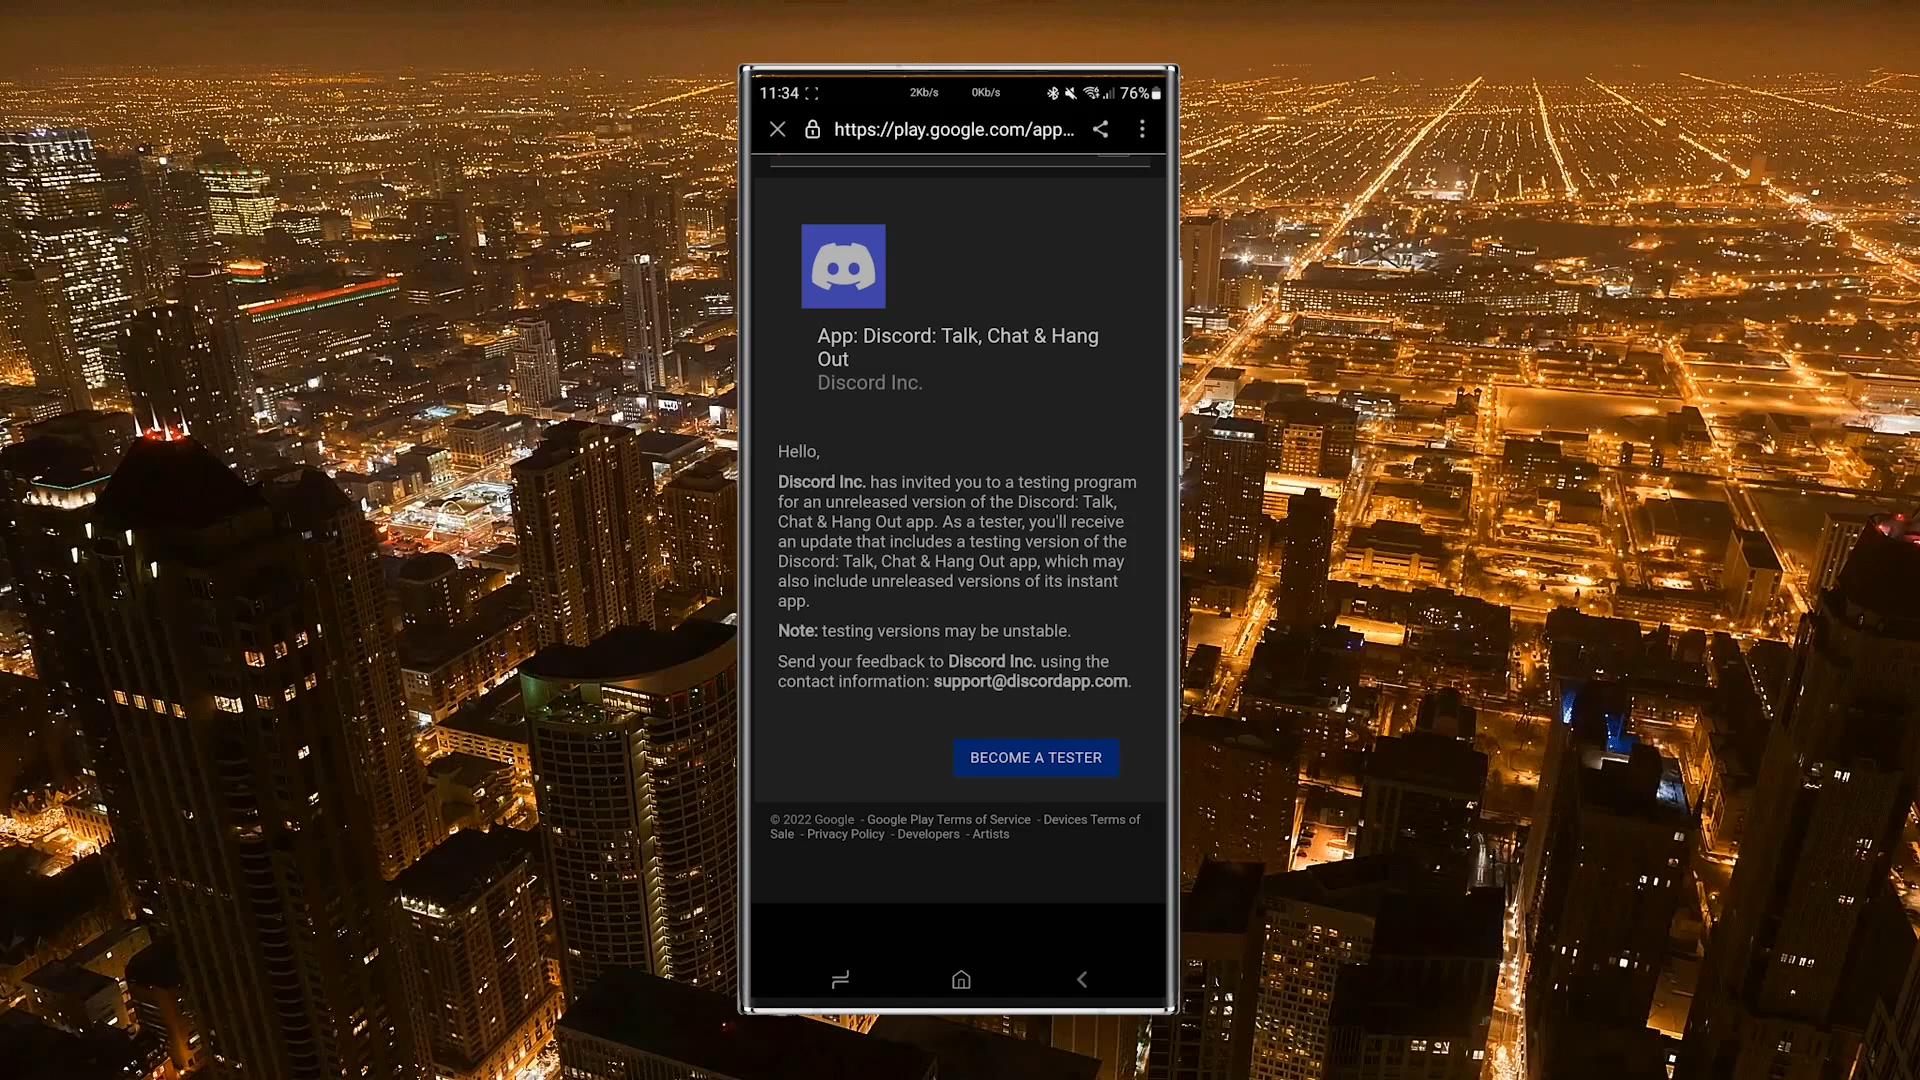 11:34 2Kb/s 0Kb/s 76%
https://play.google.com/app...
App: Discord: Talk, Chat & Hang
Out
Discord Inc.
Hello,
Discord Inc. has invited you to a testing program
for an unreleased version of the Discord: Talk,
Chat & Hang Out app. As a tester, you'll receive
an update that includes a testing version of the
Discord: Talk, Chat & Hang Out app, which may
also include unreleased versions of its instant
app.
Note: testing versions may be unstable.
Send your feedback to Discord Inc. using the
contact information: support@discordapp.com.
BECOME A TESTER
© 2022 Google - Google Play Terms of Service - Devices Terms of
Sale - Privacy Policy - Developers - Artists